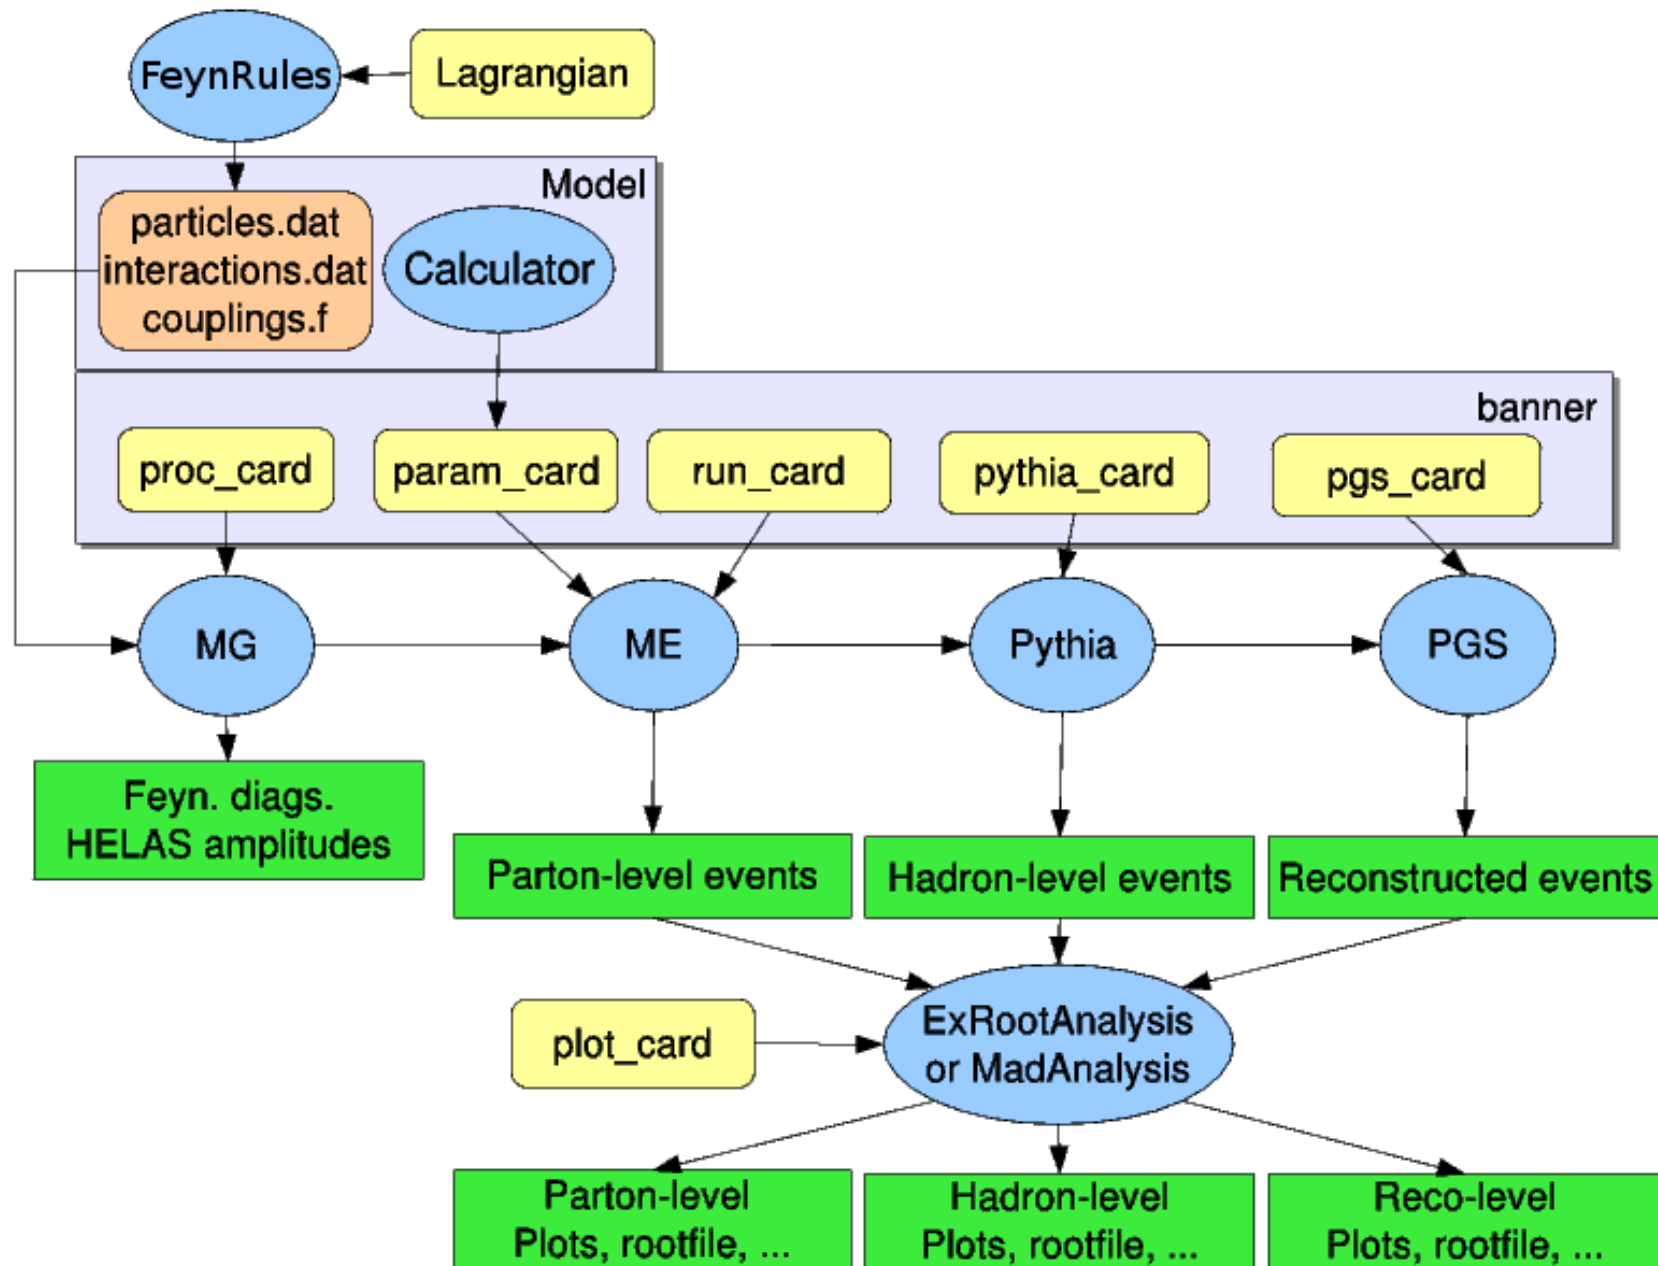 FeynRules
Lagrangian
Model
particles.dat
interactions.dat
couplings.f
Calculator
banner
proc_card
param_card
run_card
pythia_card
pgs_card
MG
ME
Pythia
PGS
Feyn. diags.
HELAS amplitudes
Parton-level events
Hadron-level events
Reconstructed events
plot_card
ExRootAnalysis
or MadAnalysis
Parton-level
Plots, rootfile, ...
Hadron-level
Plots, rootfile, ...
Reco-level
Plots, rootfile, ...